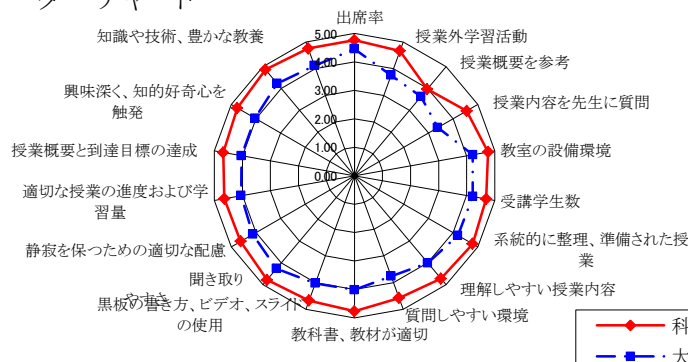 出席率
授業外学習活動
授業概要を参考
授業内容を先生に質問
教室の設備環境
受講学生数
系統的に整理、準備された授
業
理解しやすい授業内容
質問しやすい環境
教科書、教材が適切
黒板の書き方、ビデオ、スライド
の使用
聞き取り
やすさ
静寂を保つための適切な配慮
適切な授業の進度および学
習量
授業概要と到達目標の達成
興味深く、知的好奇心を
触発
知識や技術、豊かな教養
5.00
4.00
3.00
2.00
1.00
0.00
科